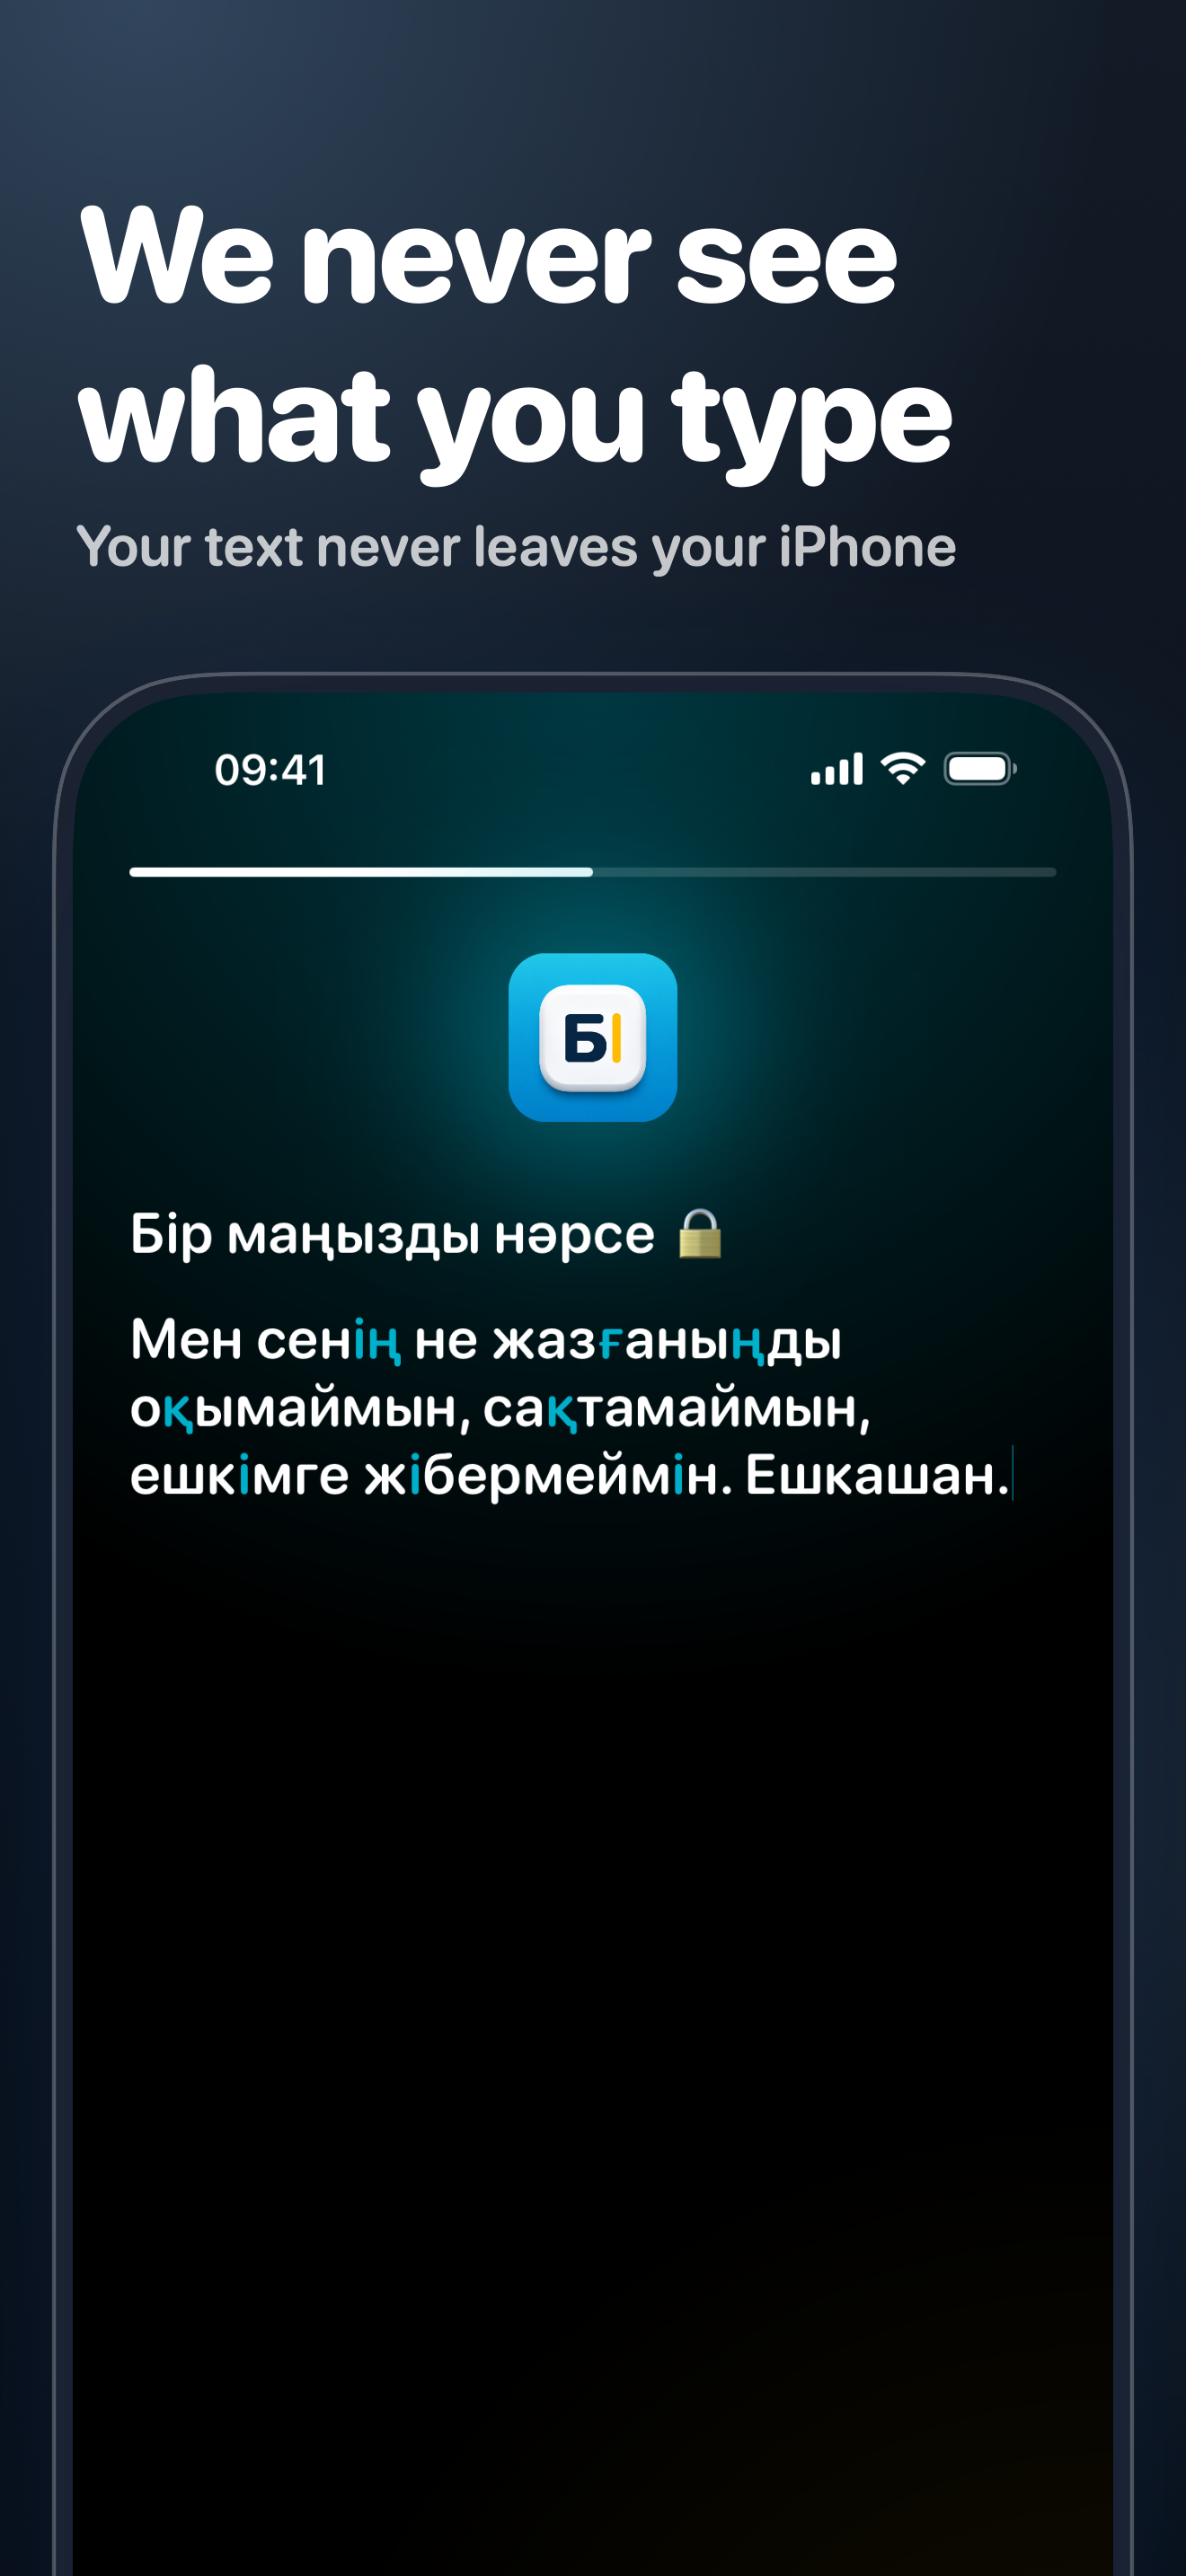 We never see
what you type
Your text never leaves your iPhone
09:41
Б
Бір маңызды нәрсе 🔒
Мен сенің не жазғаныңды
оқымаймын, сақтамаймын,
ешкімге жібермеймін. Ешкашан.